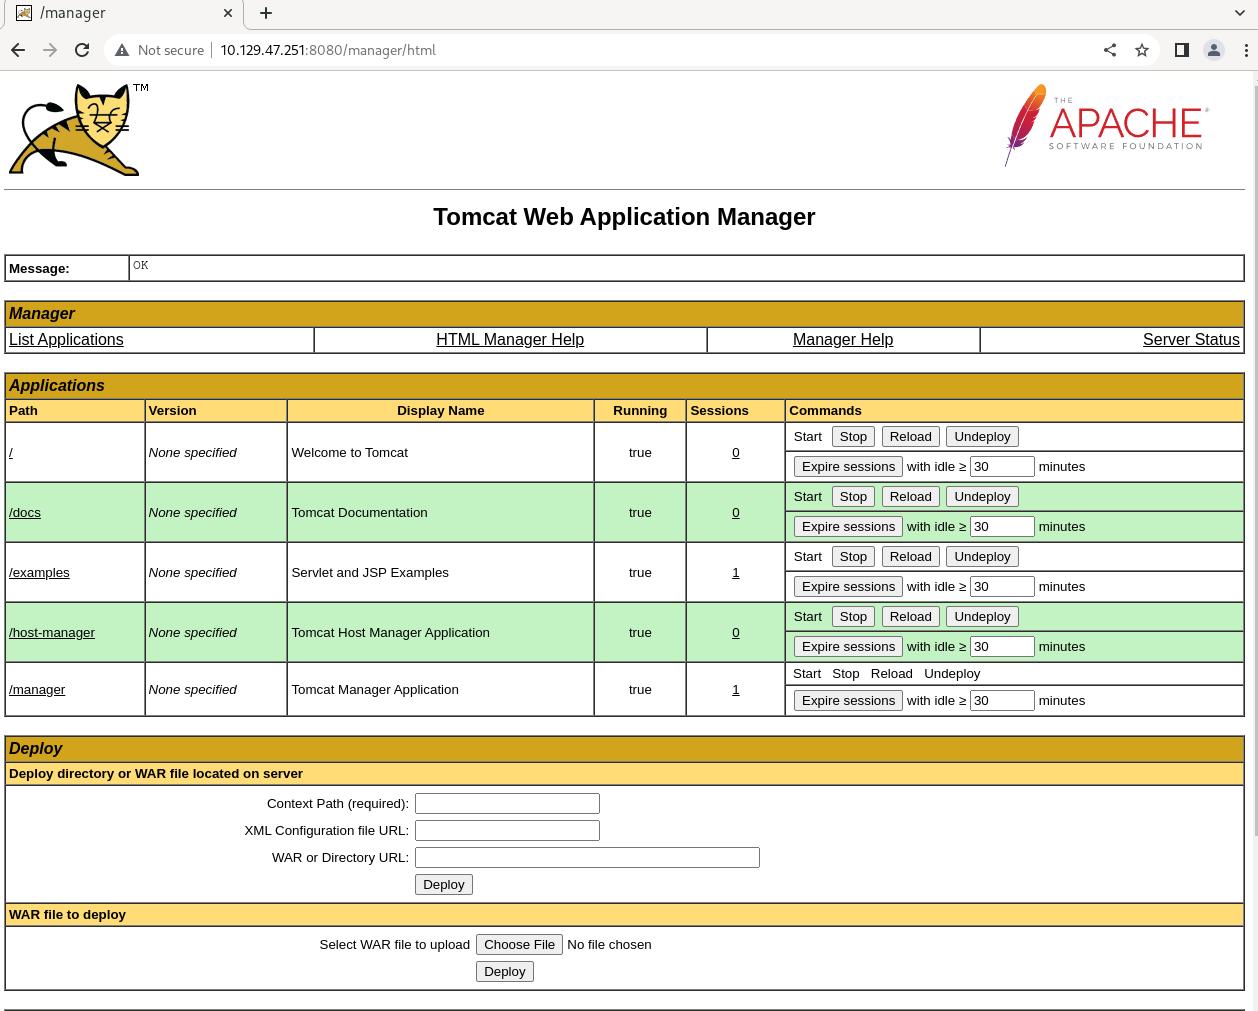 /manager
Not secure 10.129.47.251:8080/manager/html
TM
THE
APACHE®
SOFTWARE FOUNDATION
Tomcat Web Application Manager
Message: OK
Manager
List Applications HTML Manager Help Manager Help Server Status
Applications
Path Version Display Name Running Sessions Commands
/ None specified Welcome to Tomcat true 0 Start Stop Reload Undeploy
Expire sessions with idle ≥ 30 minutes
/docs None specified Tomcat Documentation true 0 Start Stop Reload Undeploy
Expire sessions with idle ≥ 30 minutes
/examples None specified Servlet and JSP Examples true 1 Start Stop Reload Undeploy
Expire sessions with idle ≥ 30 minutes
/host-manager None specified Tomcat Host Manager Application true 0 Start Stop Reload Undeploy
Expire sessions with idle ≥ 30 minutes
/manager None specified Tomcat Manager Application true 1 Start Stop Reload Undeploy
Expire sessions with idle ≥ 30 minutes
Deploy
Deploy directory or WAR file located on server
Context Path (required):
XML Configuration file URL:
WAR or Directory URL:
Deploy
WAR file to deploy
Select WAR file to upload Choose File No file chosen
Deploy